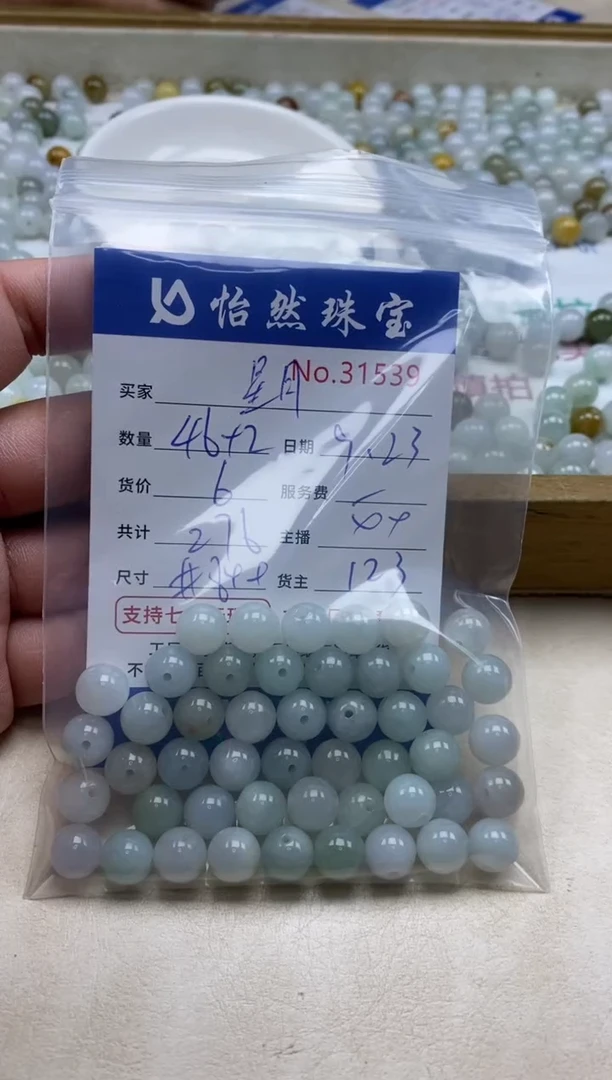 怡然珠宝
No.31539
买家 星月
数量 46+2 日期 9.23
货价 6 服务费
共计 276 主播
尺寸 #8++ 货主 123
支持七